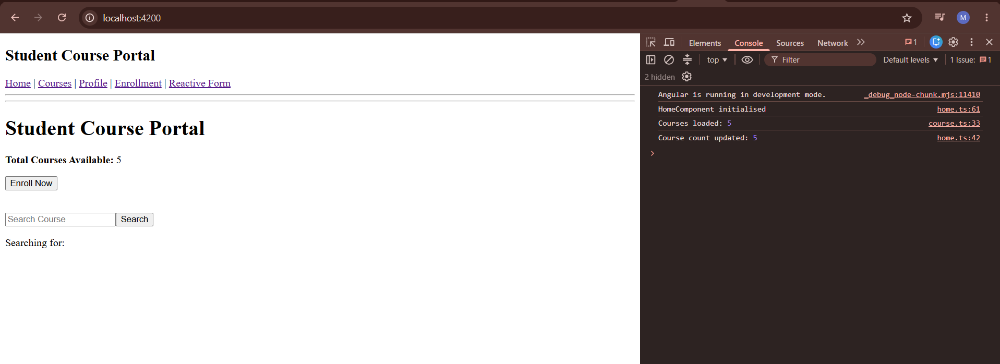 localhost:4200
M
Student Course Portal
Home | Courses | Profile | Enrollment | Reactive Form
Student Course Portal
Total Courses Available: 5
Enroll Now
Search Course Search
Searching for:
Elements Console Sources Network 1
top Filter Default levels 1 Issue: 1
2 hidden
Angular is running in development mode. _debug_node-chunk.mjs:11410
HomeComponent initialised home.ts:61
Courses loaded: 5 course.ts:33
Course count updated: 5 home.ts:42